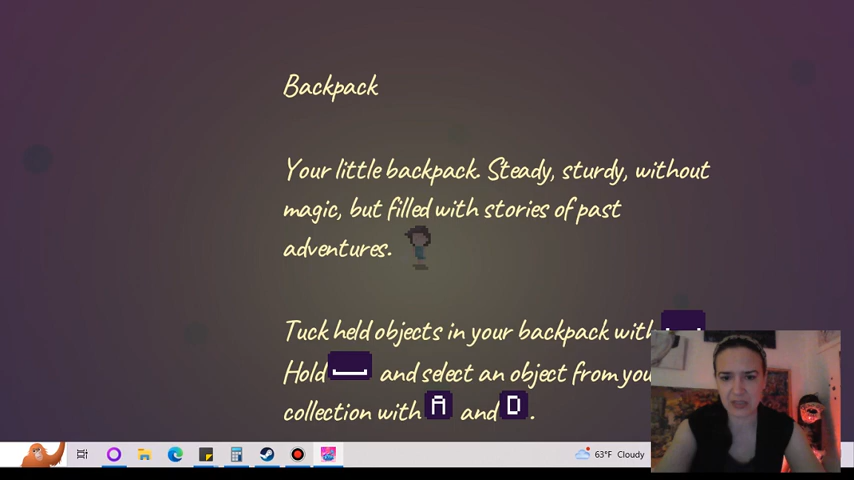 Backpack
Your little backpack. Steady, sturdy, without
magic, but filled with stories of past
adventures.
Tuck held objects in your backpack with
Hold and select an object from
collection with A and D.
63°F Cloudy